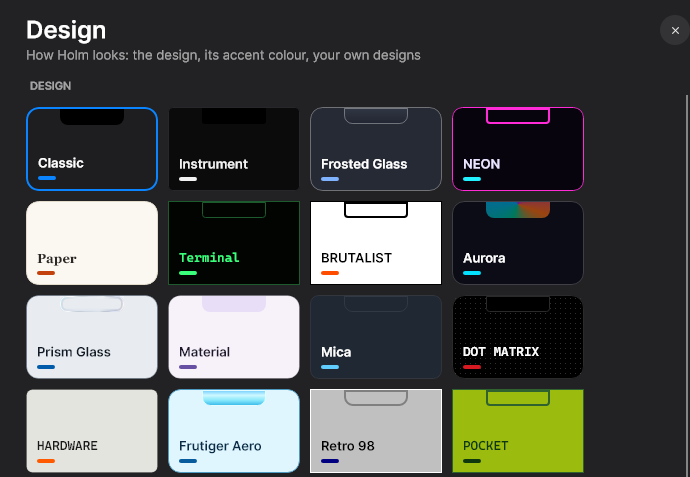 Design
How Holm looks: the design, its accent colour, your own designs
DESIGN
Classic
Instrument
Frosted Glass
NEON
Paper
Terminal
BRUTALIST
Aurora
Prism Glass
Material
Mica
DOT MATRIX
HARDWARE
Frutiger Aero
Retro 98
POCKET